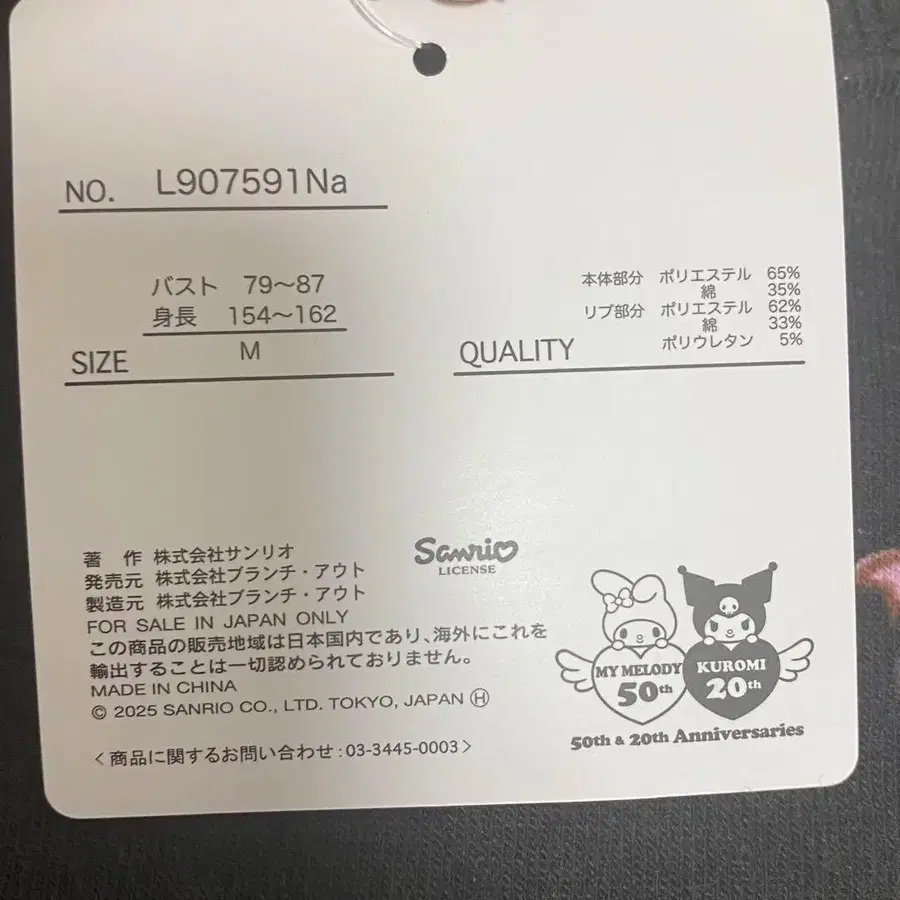 NO. L907591Na
バスト 79〜87
身長 154〜162
SIZE M
本体部分 ポリエステル 65%
綿 35%
リブ部分 ポリエステル 62%
綿 33%
ポリウレタン 5%
QUALITY
著 作 株式会社サンリオ
発売元 株式会社ブランチ・アウト
製造元 株式会社ブランチ・アウト
FOR SALE IN JAPAN ONLY
この商品の販売地域は日本国内であり、海外にこれを
輸出することは一切認められておりません。
MADE IN CHINA
© 2025 SANRIO CO., LTD. TOKYO, JAPAN Ⓗ
<商品に関するお問い合わせ:03-3445-0003>
Sanrio
LICENSE
MY MELODY
50th
KUROMI
20th
50th & 20th Anniversaries